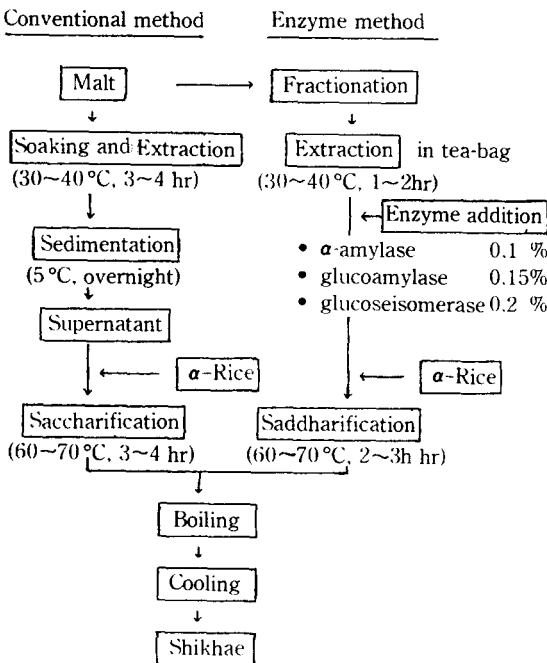 Conventional method Enzyme method
Malt Fractionation
Soaking and Extraction Extraction in tea-bag
(30~40°C, 3~4 hr) (30~40°C, 1~2hr)
Enzyme addition
Sedimentation • α-amylase 0.1 %
(5°C, overnight) • glucoamylase 0.15%
• glucoseisomerase 0.2 %
Supernatant
α-Rice α-Rice
Saccharification Saddharification
(60~70°C, 3~4 hr) (60~70°C, 2~3h hr)
Boiling
Cooling
Shikhae